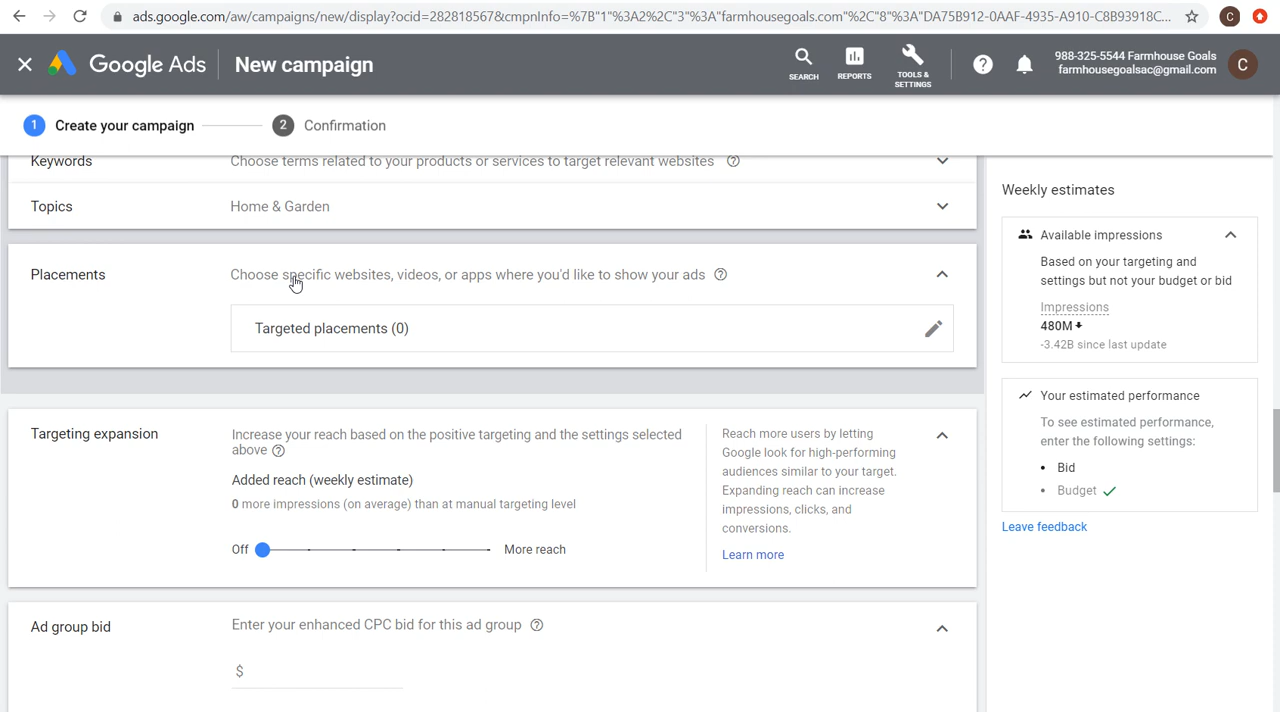 ads.google.com/aw/campaigns/new/display?ocid=282818567&cmpnInfo=%7B"1"%3A2%2C"3"%3A"farmhousegoals.com"%2C"8"%3A"DA75B912-0AAF-4935-A910-C8B93918C...
C
Google Ads
New campaign
SEARCH
REPORTS
TOOLS &
SETTINGS
988-325-5544 Farmhouse Goals
farmhousegoalsac@gmail.com
C
1 Create your campaign
2 Confirmation
Keywords
Choose terms related to your products or services to target relevant websites
Topics
Home & Garden
Placements
Choose specific websites, videos, or apps where you'd like to show your ads
Targeted placements (0)
Targeting expansion
Increase your reach based on the positive targeting and the settings selected
above
Added reach (weekly estimate)
0 more impressions (on average) than at manual targeting level
Off
More reach
Reach more users by letting
Google look for high-performing
audiences similar to your target.
Expanding reach can increase
impressions, clicks, and
conversions.
Learn more
Ad group bid
Enter your enhanced CPC bid for this ad group
$
Weekly estimates
Available impressions
Based on your targeting and
settings but not your budget or bid
Impressions
480M
-3.42B since last update
Your estimated performance
To see estimated performance,
enter the following settings:
• Bid
• Budget
Leave feedback